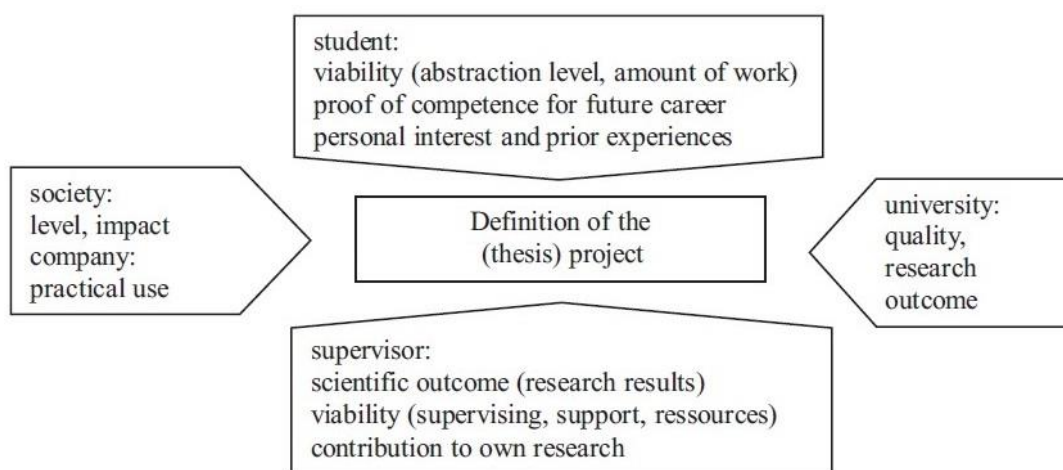 student:
viability (abstraction level, amount of work)
proof of competence for future career
personal interest and prior experiences
society:
level, impact
company:
practical use
Definition of the
(thesis) project
university:
quality,
research
outcome
supervisor:
scientific outcome (research results)
viability (supervising, support, ressources)
contribution to own research